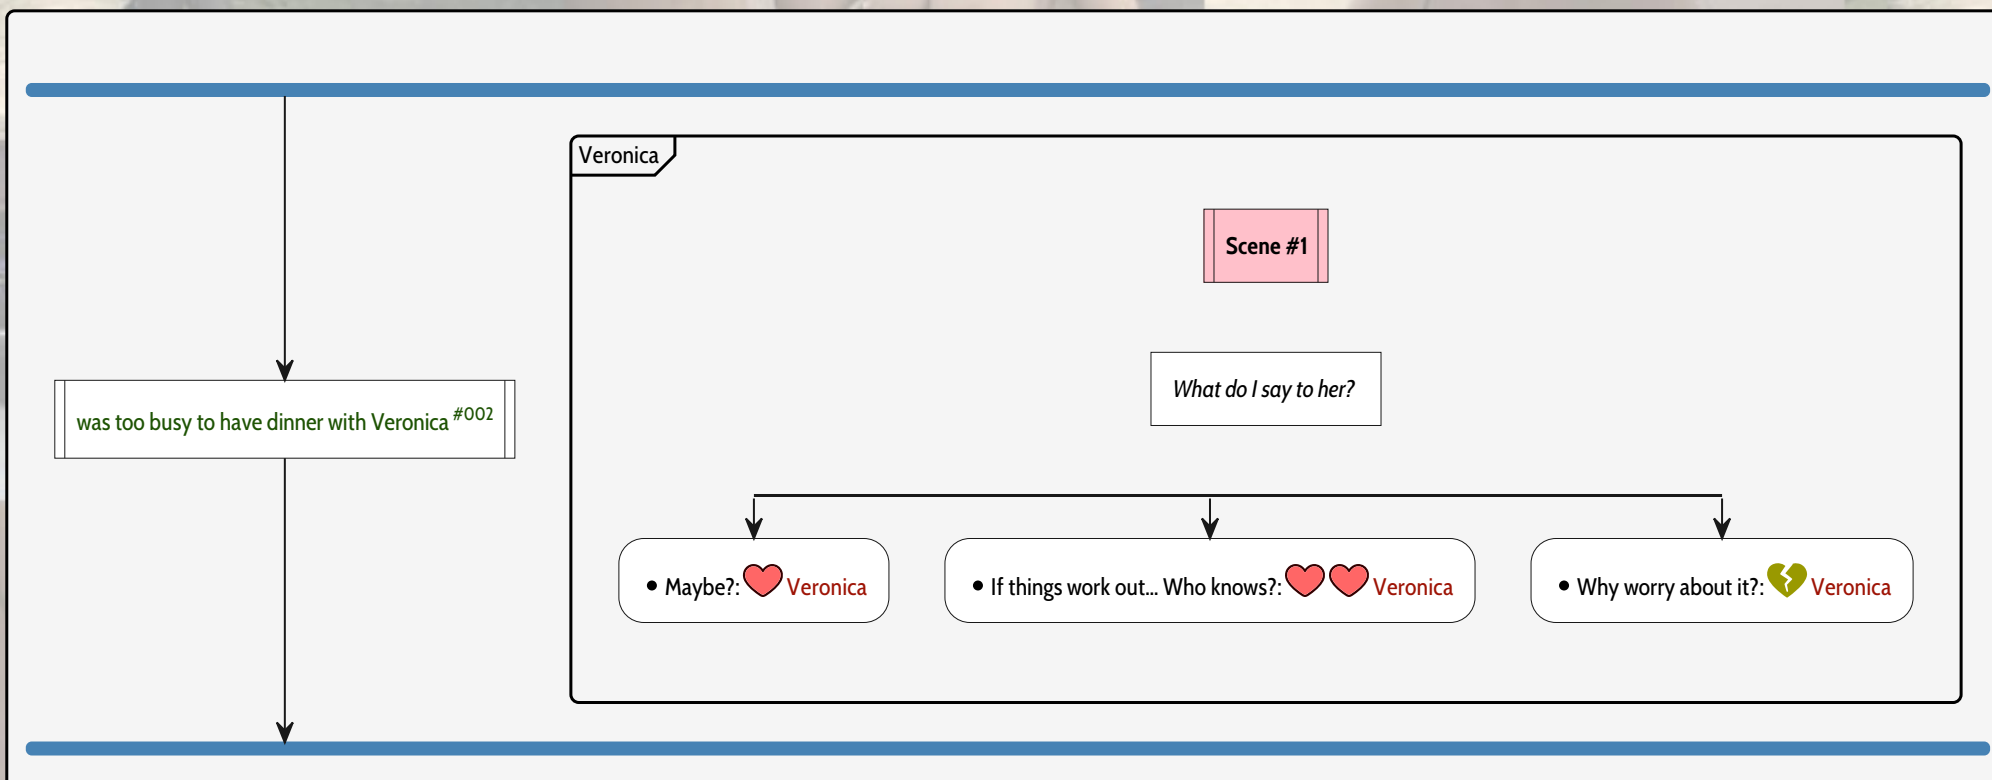 Veronica
Scene #1
What do I say to her?
was too busy to have dinner with Veronica #002
• Maybe?: Veronica
• If things work out... Who knows?: Veronica
• Why worry about it?: Veronica